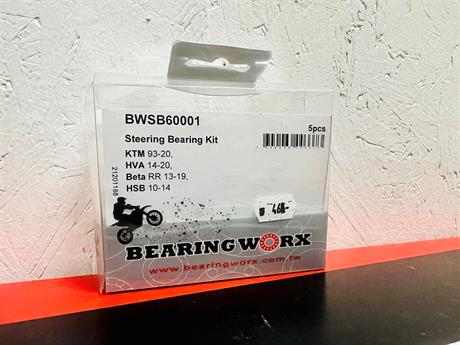 BWSB60001
5pcs
Steering Bearing Kit
KTM 93-20,
HVA 14-20,
Beta RR 13-19,
HSB 10-14
21201188
BEARINGWORX
www.bearingworx.com.tw